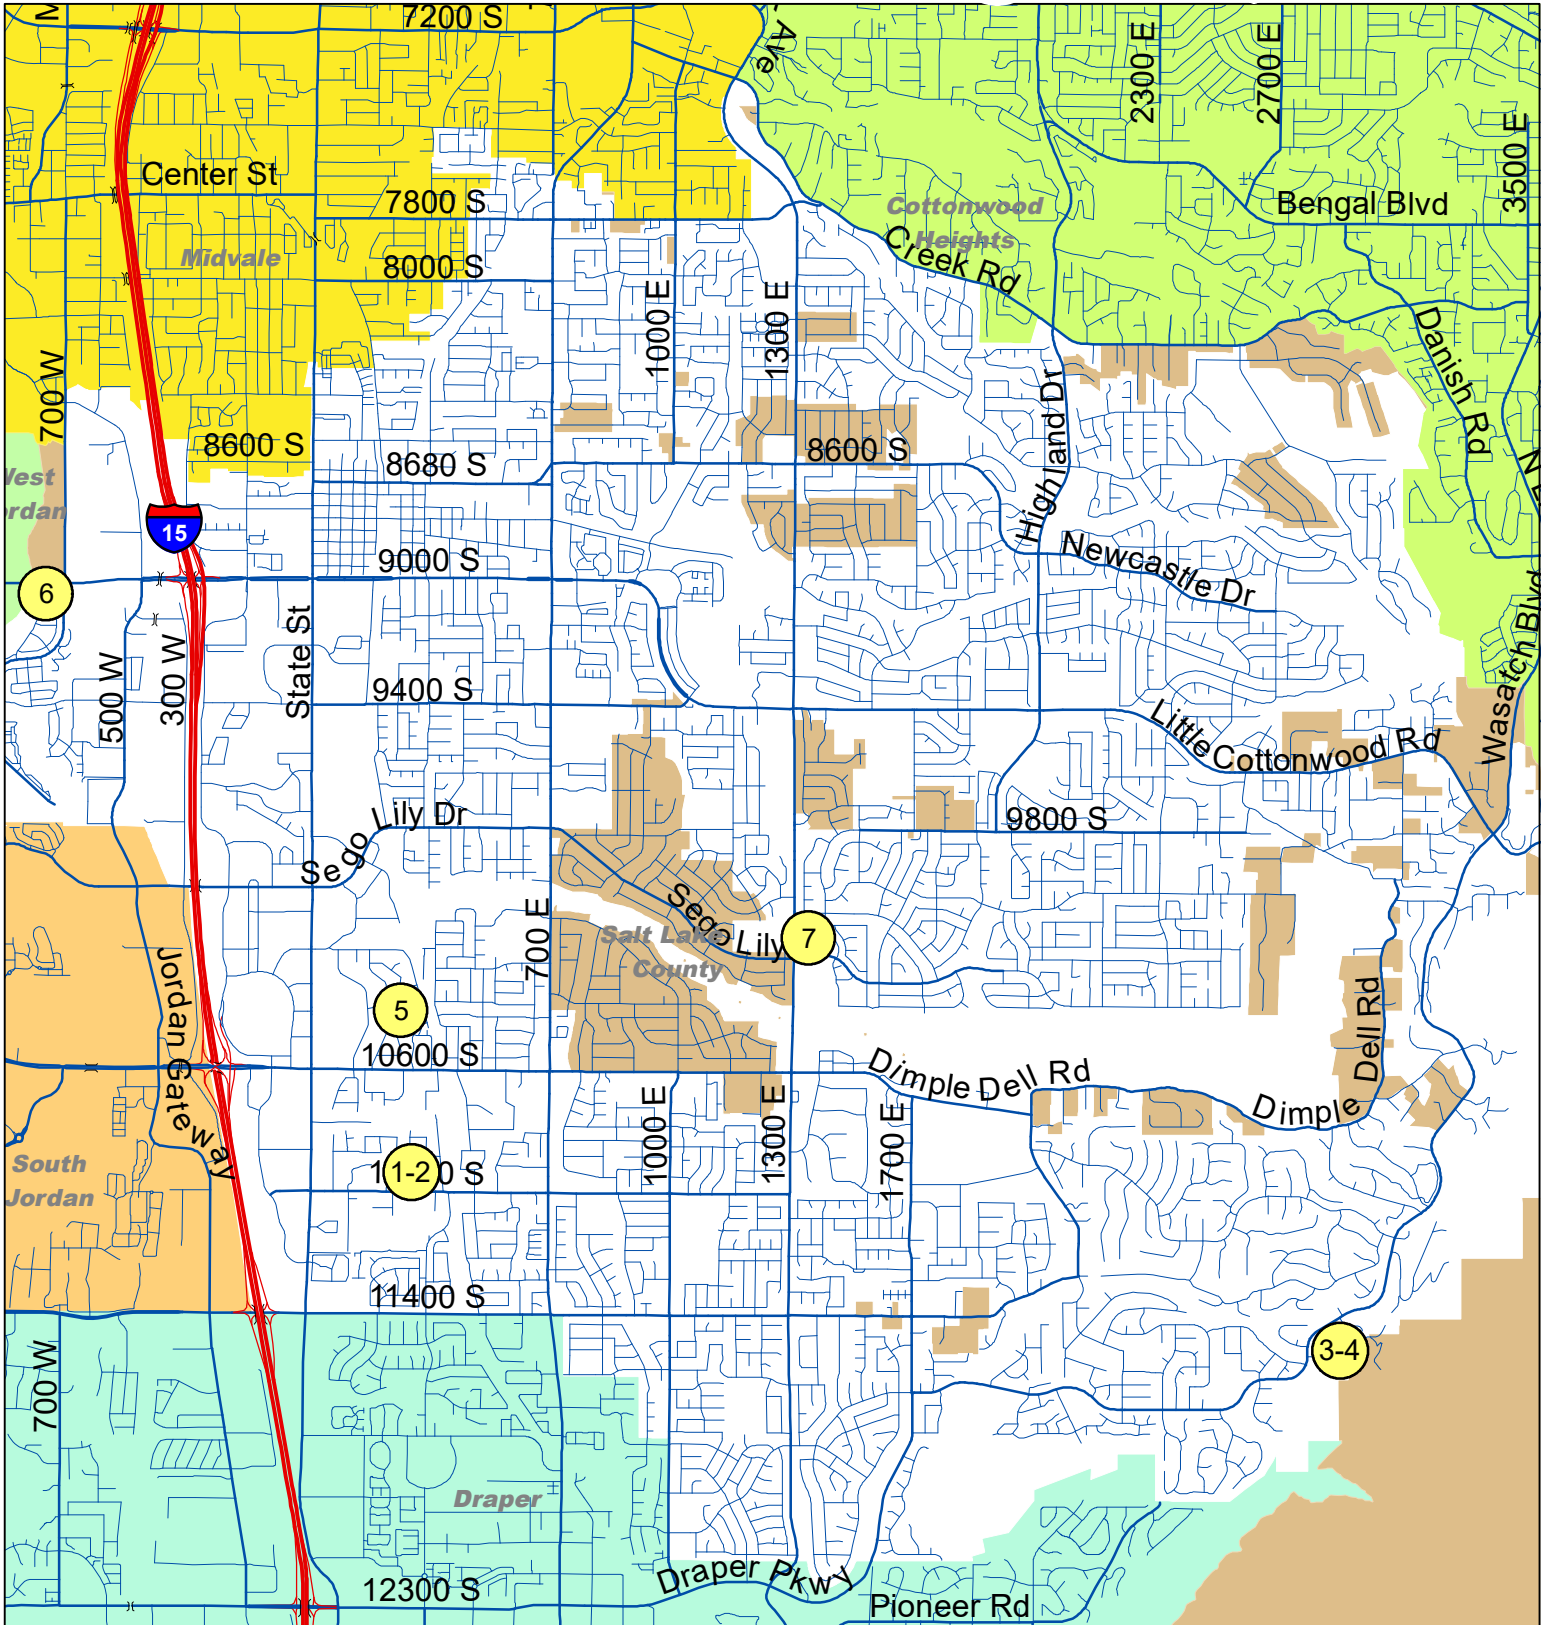 7200 S
Ave
2300 E
2700 E
3500 E
Center St
7800 S
Cottonwood
Heights
Bengal Blvd
Midvale
8000 S
Creek Rd
1000 E
1300 E
700 W
Danish Rd
Highland Dr
8600 S
8680 S
8600 S
West
Jordan
15
9000 S
Newcastle Dr
6
State St
500 W
300 W
9400 S
Wasatch Blvd
Little Cottonwood Rd
Sego Lily Dr
9800 S
700 E
Sego Lily
Salt Lake
County
7
Jordan Gateway
5
10600 S
Dimple Dell Rd
Dimple Dell Rd
1000 E
1300 E
1700 E
South
Jordan
1-2
0 S
11400 S
700 W
3-4
Draper
12300 S
Draper Pkwy
Pioneer Rd